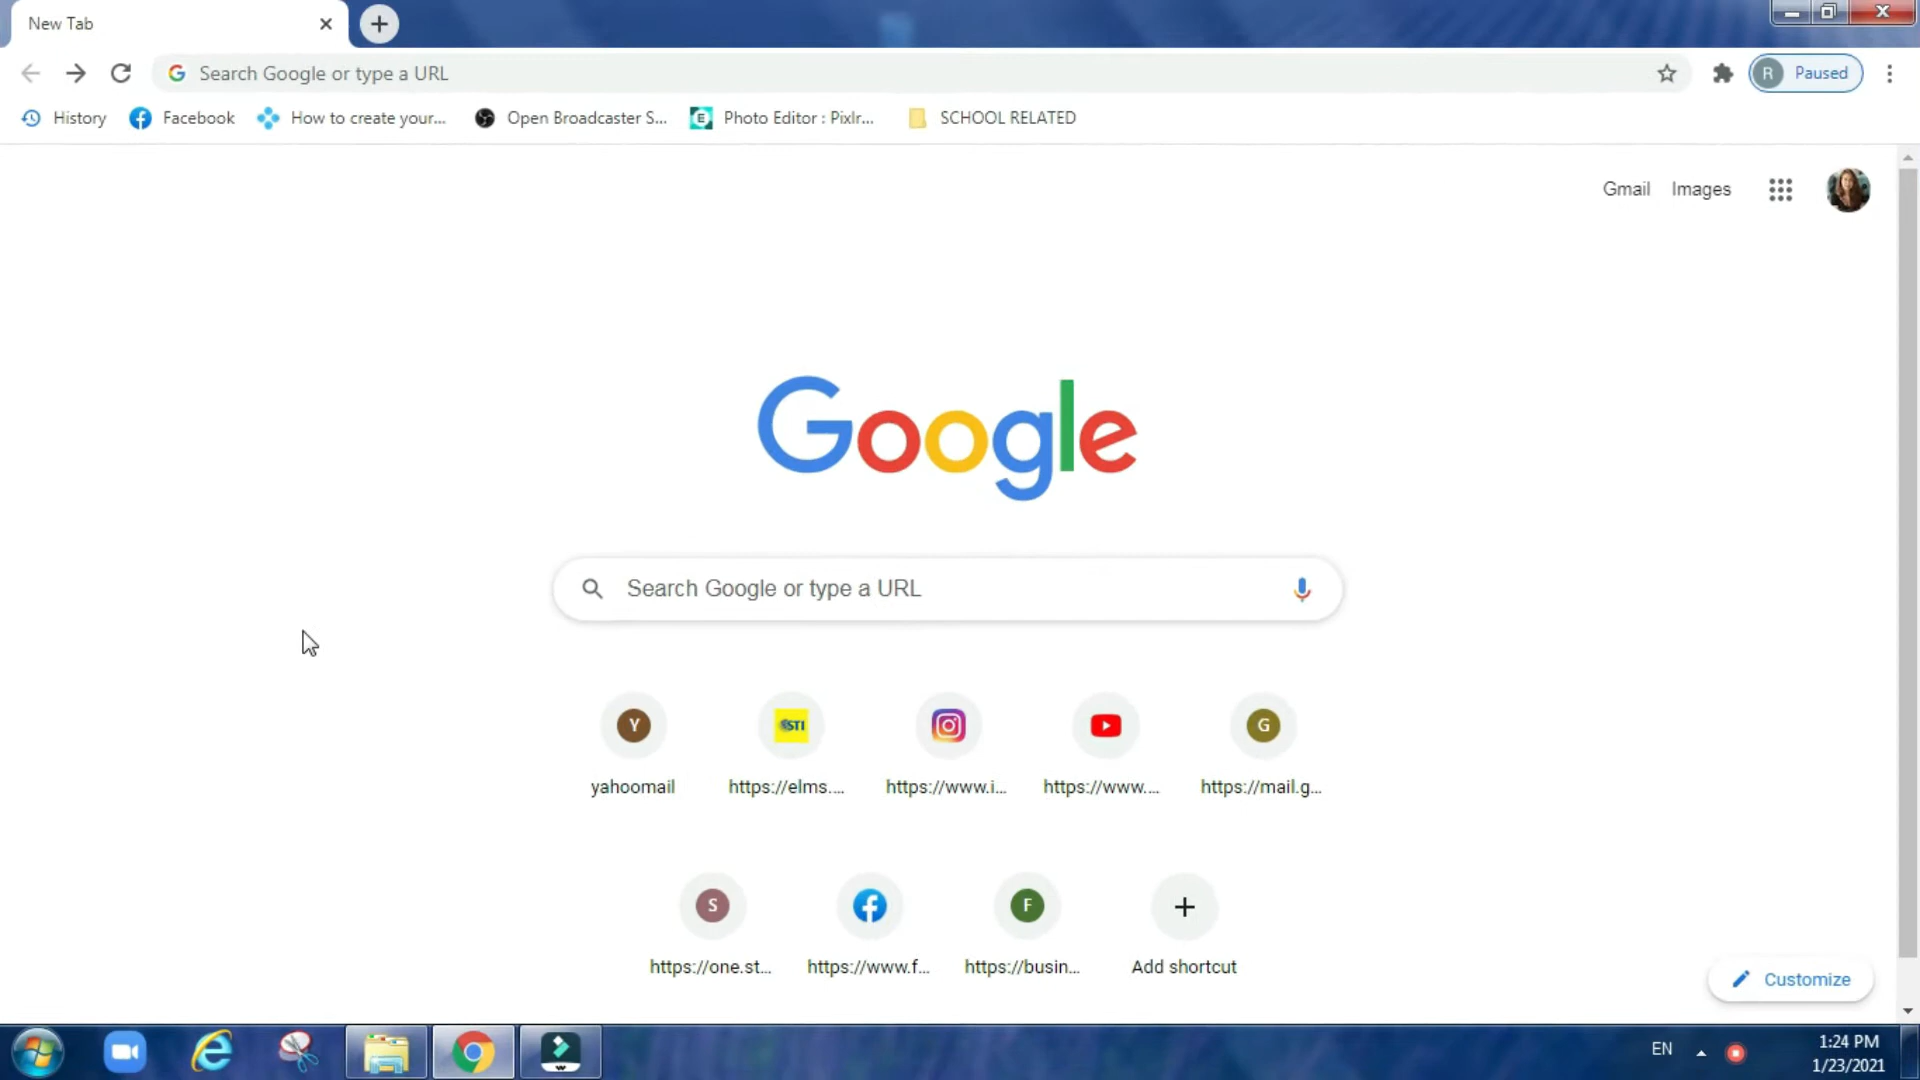 New Tab
Search Google or type a URL
R Paused
History Facebook How to create your... Open Broadcaster S... E Photo Editor : Pixlr... SCHOOL RELATED
Gmail Images
Google
Search Google or type a URL
Y STI G
yahoomail https://elms.... https://www.i... https://www.... https://mail.g...
S F
https://one.st... https://www.f... https://busin... Add shortcut
Customize
EN 1:24 PM
1/23/2021